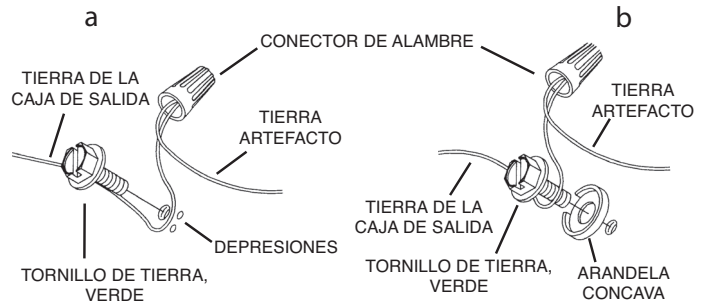 a
b
CONECTOR DE ALAMBRE
TIERRA DE LA
CAJA DE SALIDA
TIERRA
ARTEFACTO
DEPRESIONES
TORNILLO DE TIERRA,
VERDE
TIERRA
ARTEFACTO
TIERRA DE LA
CAJA DE SALIDA
TORNILLO DE TIERRA,
VERDE
ARANDELA
CONCAVA